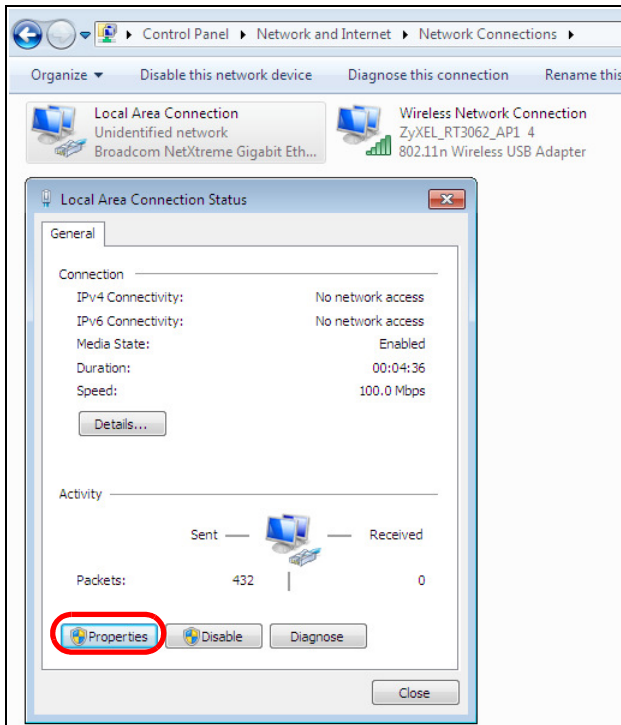 Control Panel ▸ Network and Internet ▸ Network Connections ▸
Organize ▾ Disable this network device Diagnose this connection Rename this
Local Area Connection
Unidentified network
Broadcom NetXtreme Gigabit Eth...
Wireless Network Connection
ZyXEL_RT3062_AP1 4
802.11n Wireless USB Adapter
Local Area Connection Status
General
Connection
IPv4 Connectivity: No network access
IPv6 Connectivity: No network access
Media State: Enabled
Duration: 00:04:36
Speed: 100.0 Mbps
Details...
Activity
Sent — — Received
Packets: 432 | 0
Properties Disable Diagnose
Close